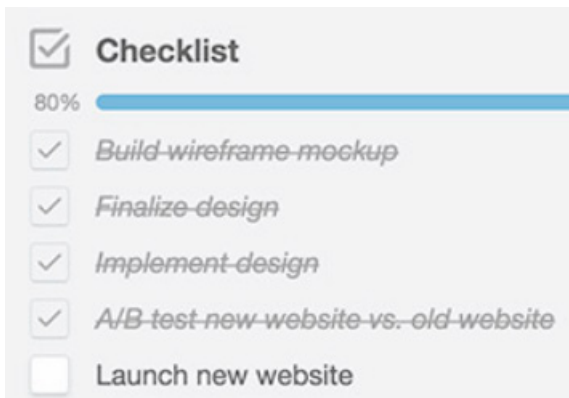 Checklist
80%
Build wireframe mockup
Finalize design
Implement design
A/B test new website vs. old website
Launch new website